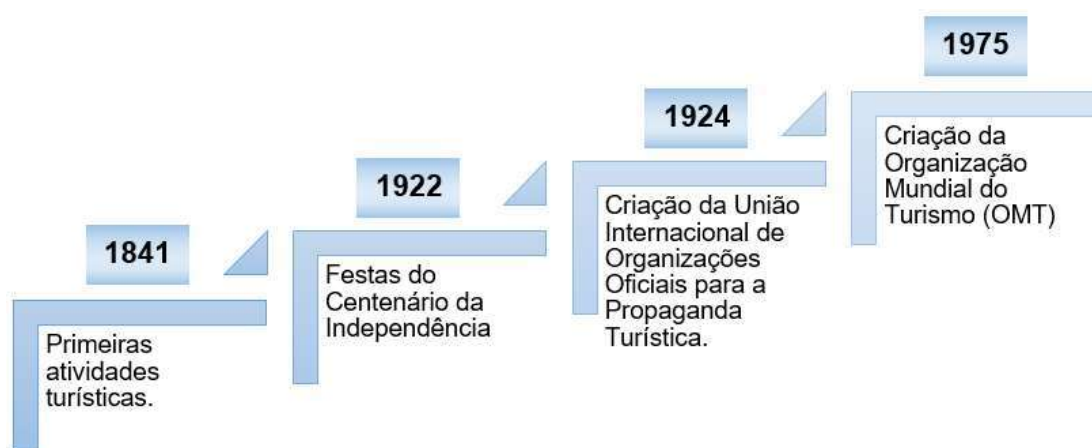 1841
Primeiras
atividades
turísticas.
1922
Festas do
Centenário da
Independência
1924
Criação da União
Internacional de
Organizações
Oficiais para a
Propaganda
Turística.
1975
Criação da
Organização
Mundial do
Turismo (OMT)